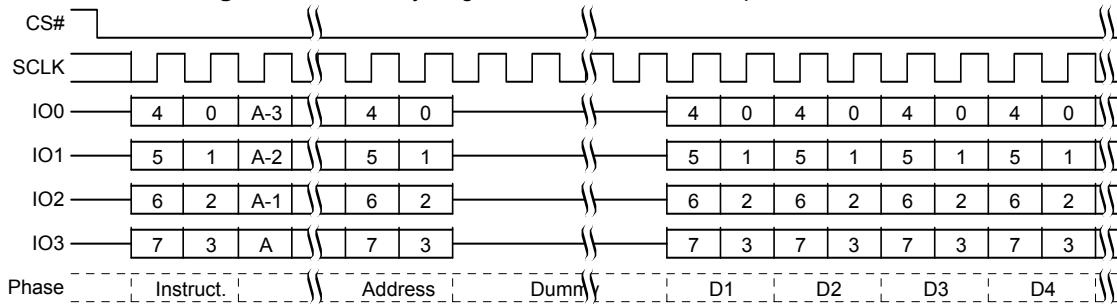 CS#
SCLK
IO0 4 0 A-3 4 0 4 0 4 0 4 0 4 0
IO1 5 1 A-2 5 1 5 1 5 1 5 1 5 1
IO2 6 2 A-1 6 2 6 2 6 2 6 2 6 2
IO3 7 3 A 7 3 7 3 7 3 7 3 7 3
Phase Instruct. Address Dummy D1 D2 D3 D4